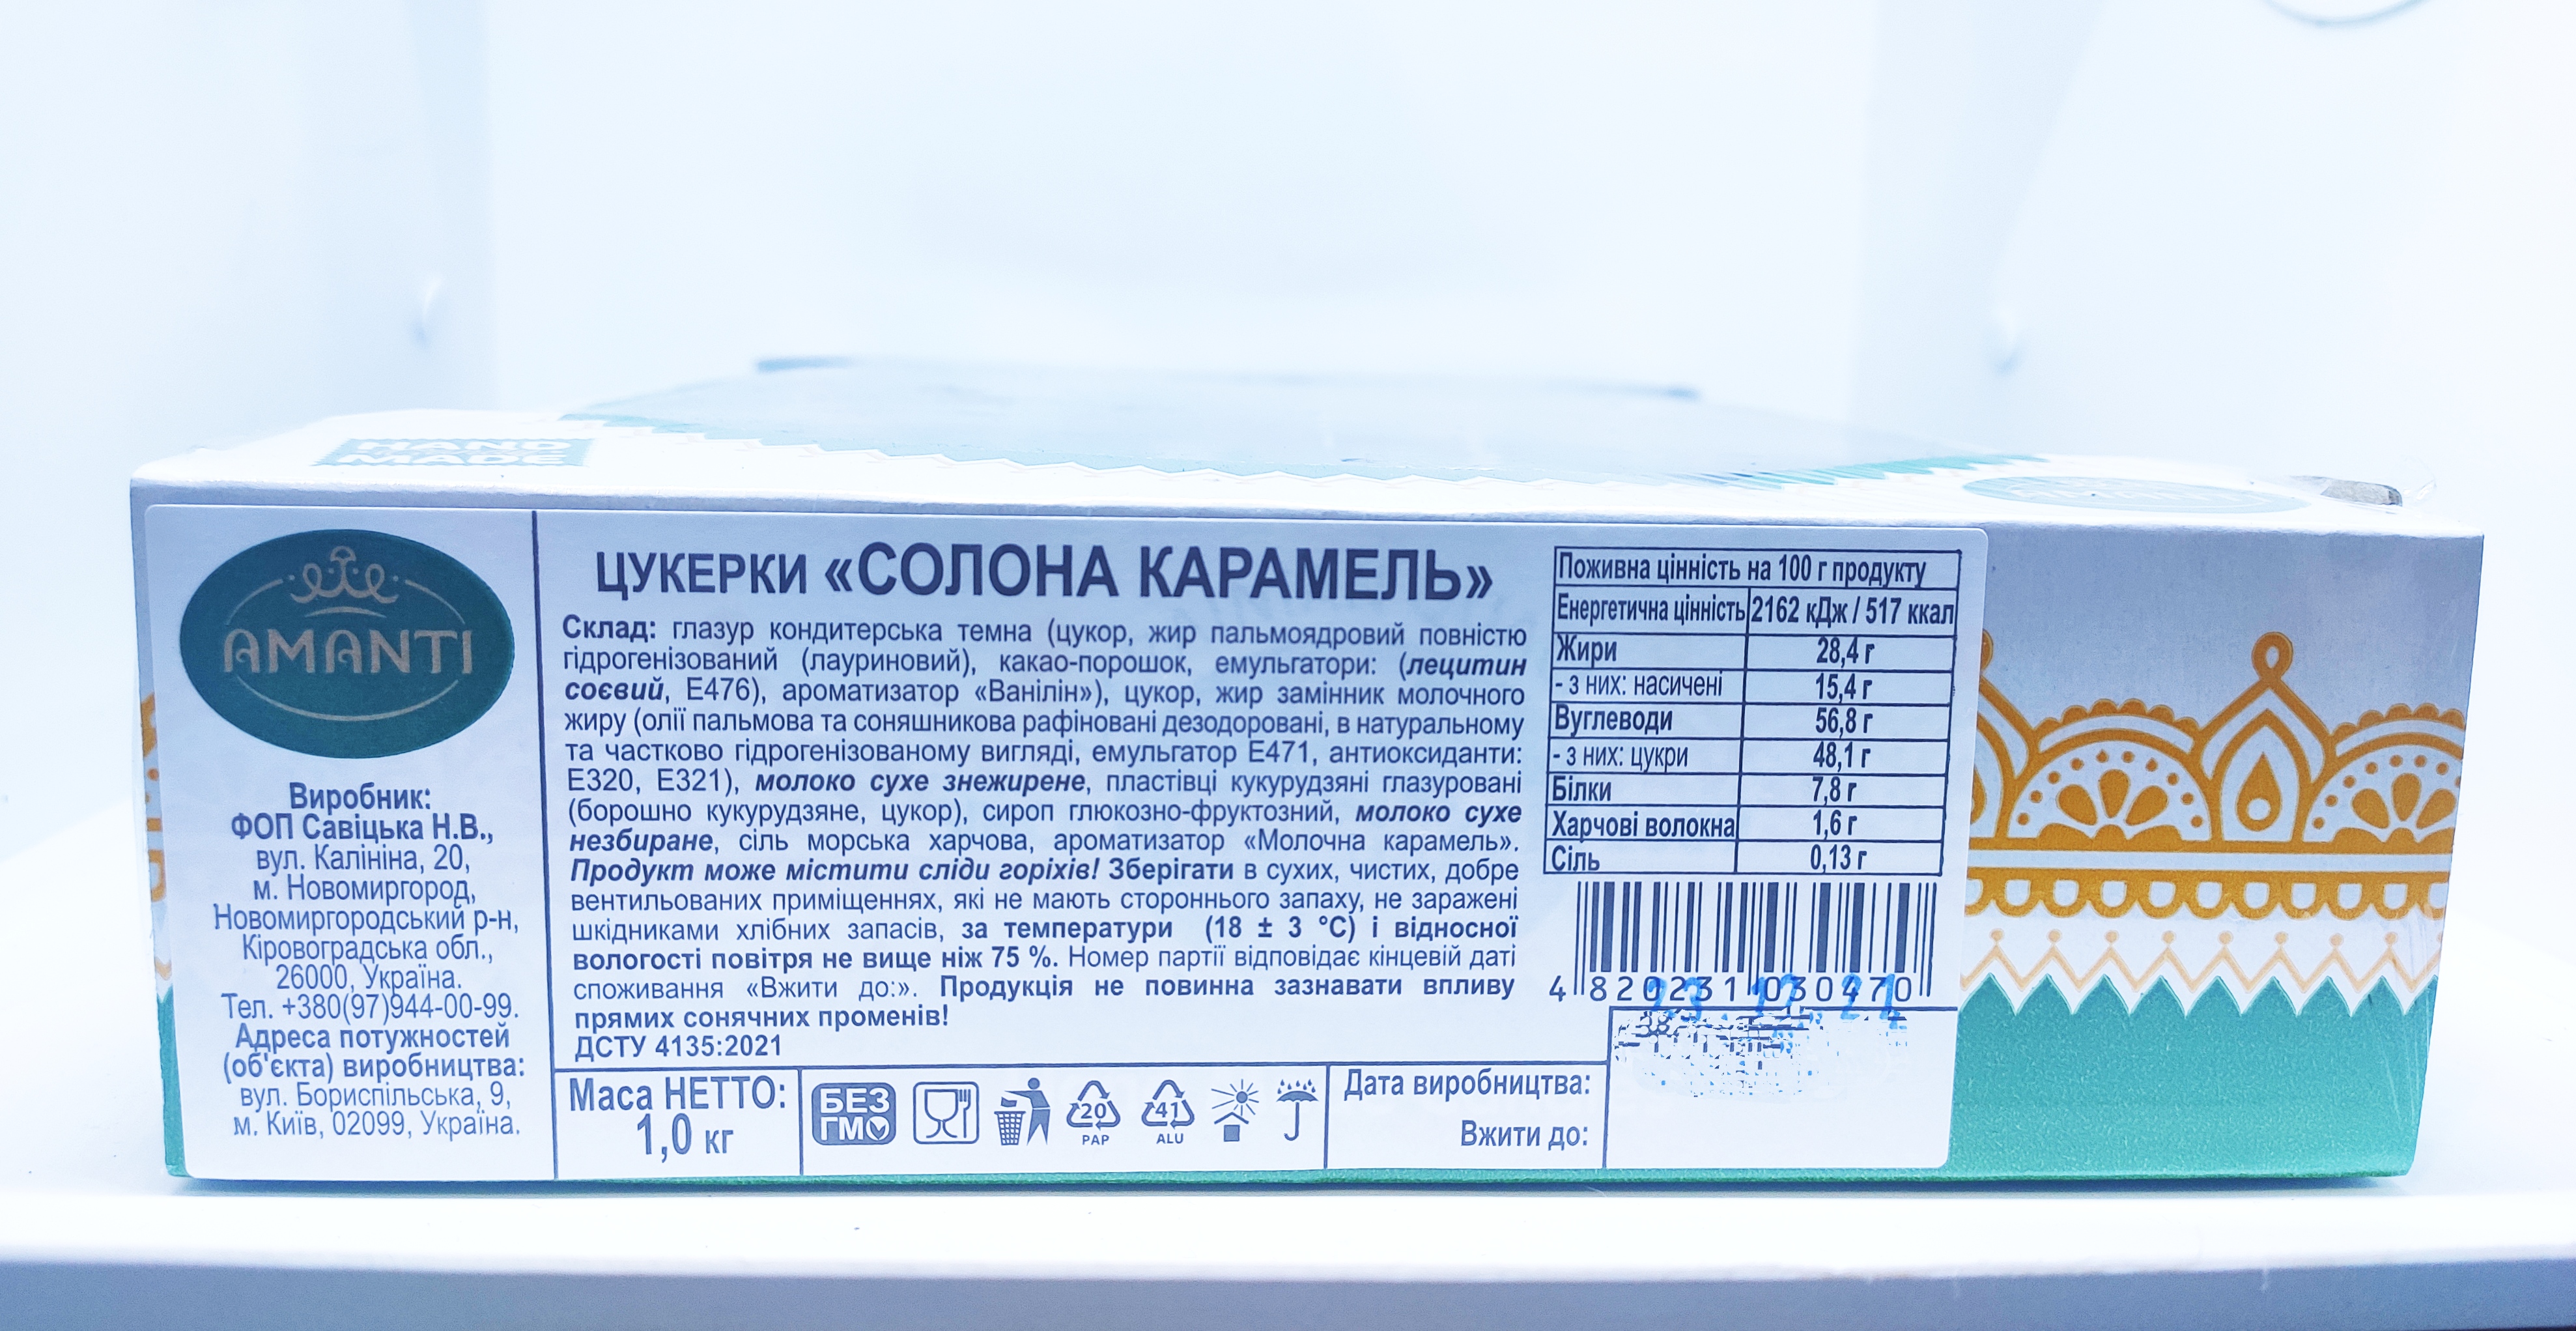 HAND
MADE
AMANTI
AMANTI
Виробник:
ФОП Савіцька Н.В.,
вул. Калініна, 20,
м. Новомиргород,
Новомиргородський р-н,
Кіровоградська обл.,
26000, Україна.
Тел. +380(97)944-00-99.
Адреса потужностей
(об'єкта) виробництва:
вул. Бориспільська, 9,
м. Київ, 02099, Україна.
ЦУКЕРКИ «СОЛОНА КАРАМЕЛЬ»
Склад: глазур кондитерська темна (цукор, жир пальмоядровий повністю
гідрогенізований (лауриновий), какао-порошок, емульгатори: (лецитин
соєвий, Е476), ароматизатор «Ванілін»), цукор, жир замінник молочного
жиру (олії пальмова та соняшникова рафіновані дезодоровані, в натуральному
та частково гідрогенізованому вигляді, емульгатор Е471, антиоксиданти:
Е320, Е321), молоко сухе знежирене, пластівці кукурудзяні глазуровані
(борошно кукурудзяне, цукор), сироп глюкозно-фруктозний, молоко сухе
незбиране, сіль морська харчова, ароматизатор «Молочна карамель».
Продукт може містити сліди горіхів! Зберігати в сухих, чистих, добре
вентильованих приміщеннях, які не мають стороннього запаху, не заражені
шкідниками хлібних запасів, за температури (18 ± 3 °С) і відносної
вологості повітря не вище ніж 75 %. Номер партії відповідає кінцевій даті
споживання «Вжити до:». Продукція не повинна зазнавати впливу
прямих сонячних променів!
ДСТУ 4135:2021
Маса НЕТТО:
1,0 кг
БЕЗ
ГМО
20
PAP
41
ALU
Дата виробництва:
Вжити до:
Поживна цінність на 100 г продукту
Енергетична цінність 2162 кДж / 517 ккал
Жири 28,4 г
- з них: насичені 15,4 г
Вуглеводи 56,8 г
- з них: цукри 48,1 г
Білки 7,8 г
Харчові волокна 1,6 г
Сіль 0,13 г
4 820231 030470